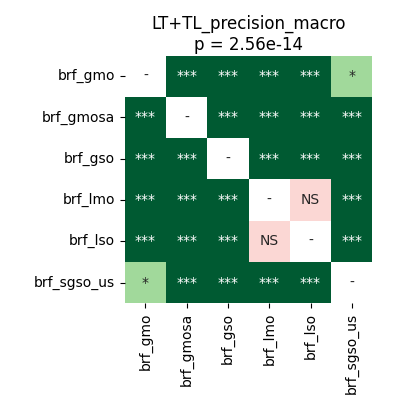 LT+TL_precision_macro
p = 2.56e-14
brf_gmo - *** *** *** *** *
brf_gmosa *** - *** *** *** ***
brf_gso *** *** - *** *** ***
brf_lmo *** *** *** - NS ***
brf_lso *** *** *** NS - ***
brf_sgso_us * *** *** *** *** -
brf_gmo brf_gmosa brf_gso brf_lmo brf_lso brf_sgso_us